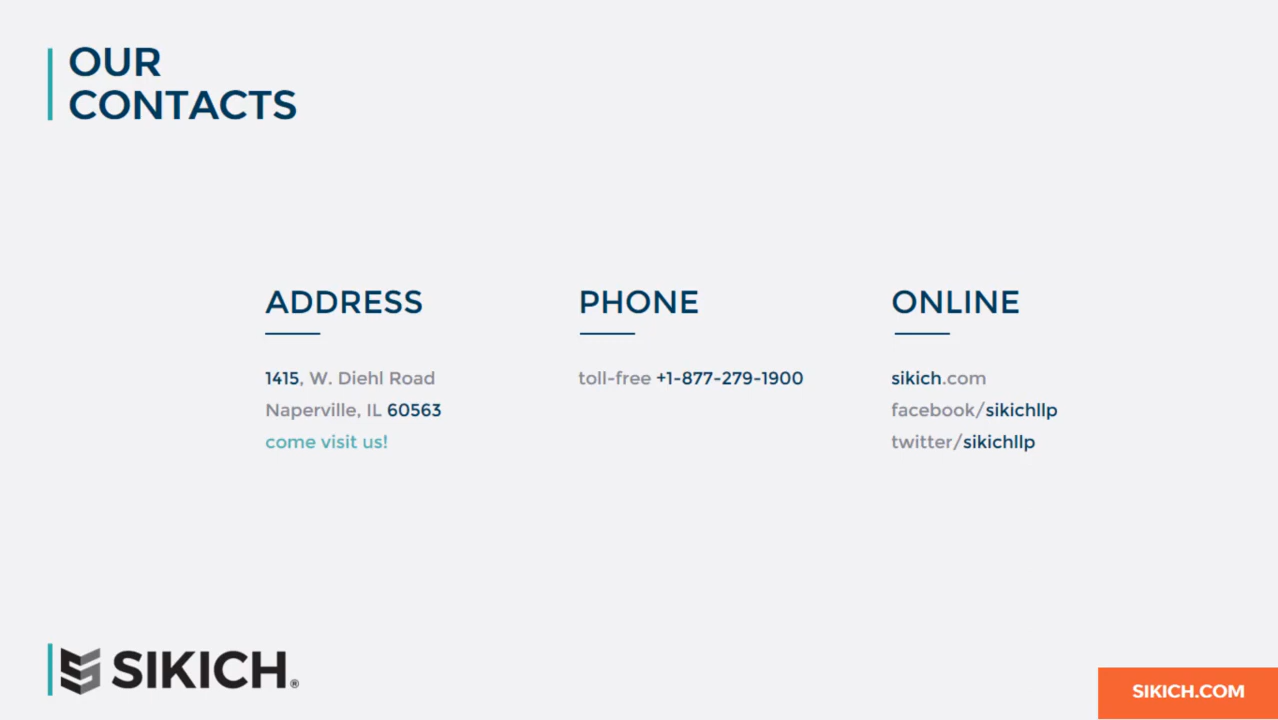 OUR
CONTACTS
ADDRESS
1415, W. Diehl Road
Naperville, IL 60563
come visit us!
PHONE
toll-free +1-877-279-1900
ONLINE
sikich.com
facebook/sikichllp
twitter/sikichllp
SIKICH®
SIKICH.COM